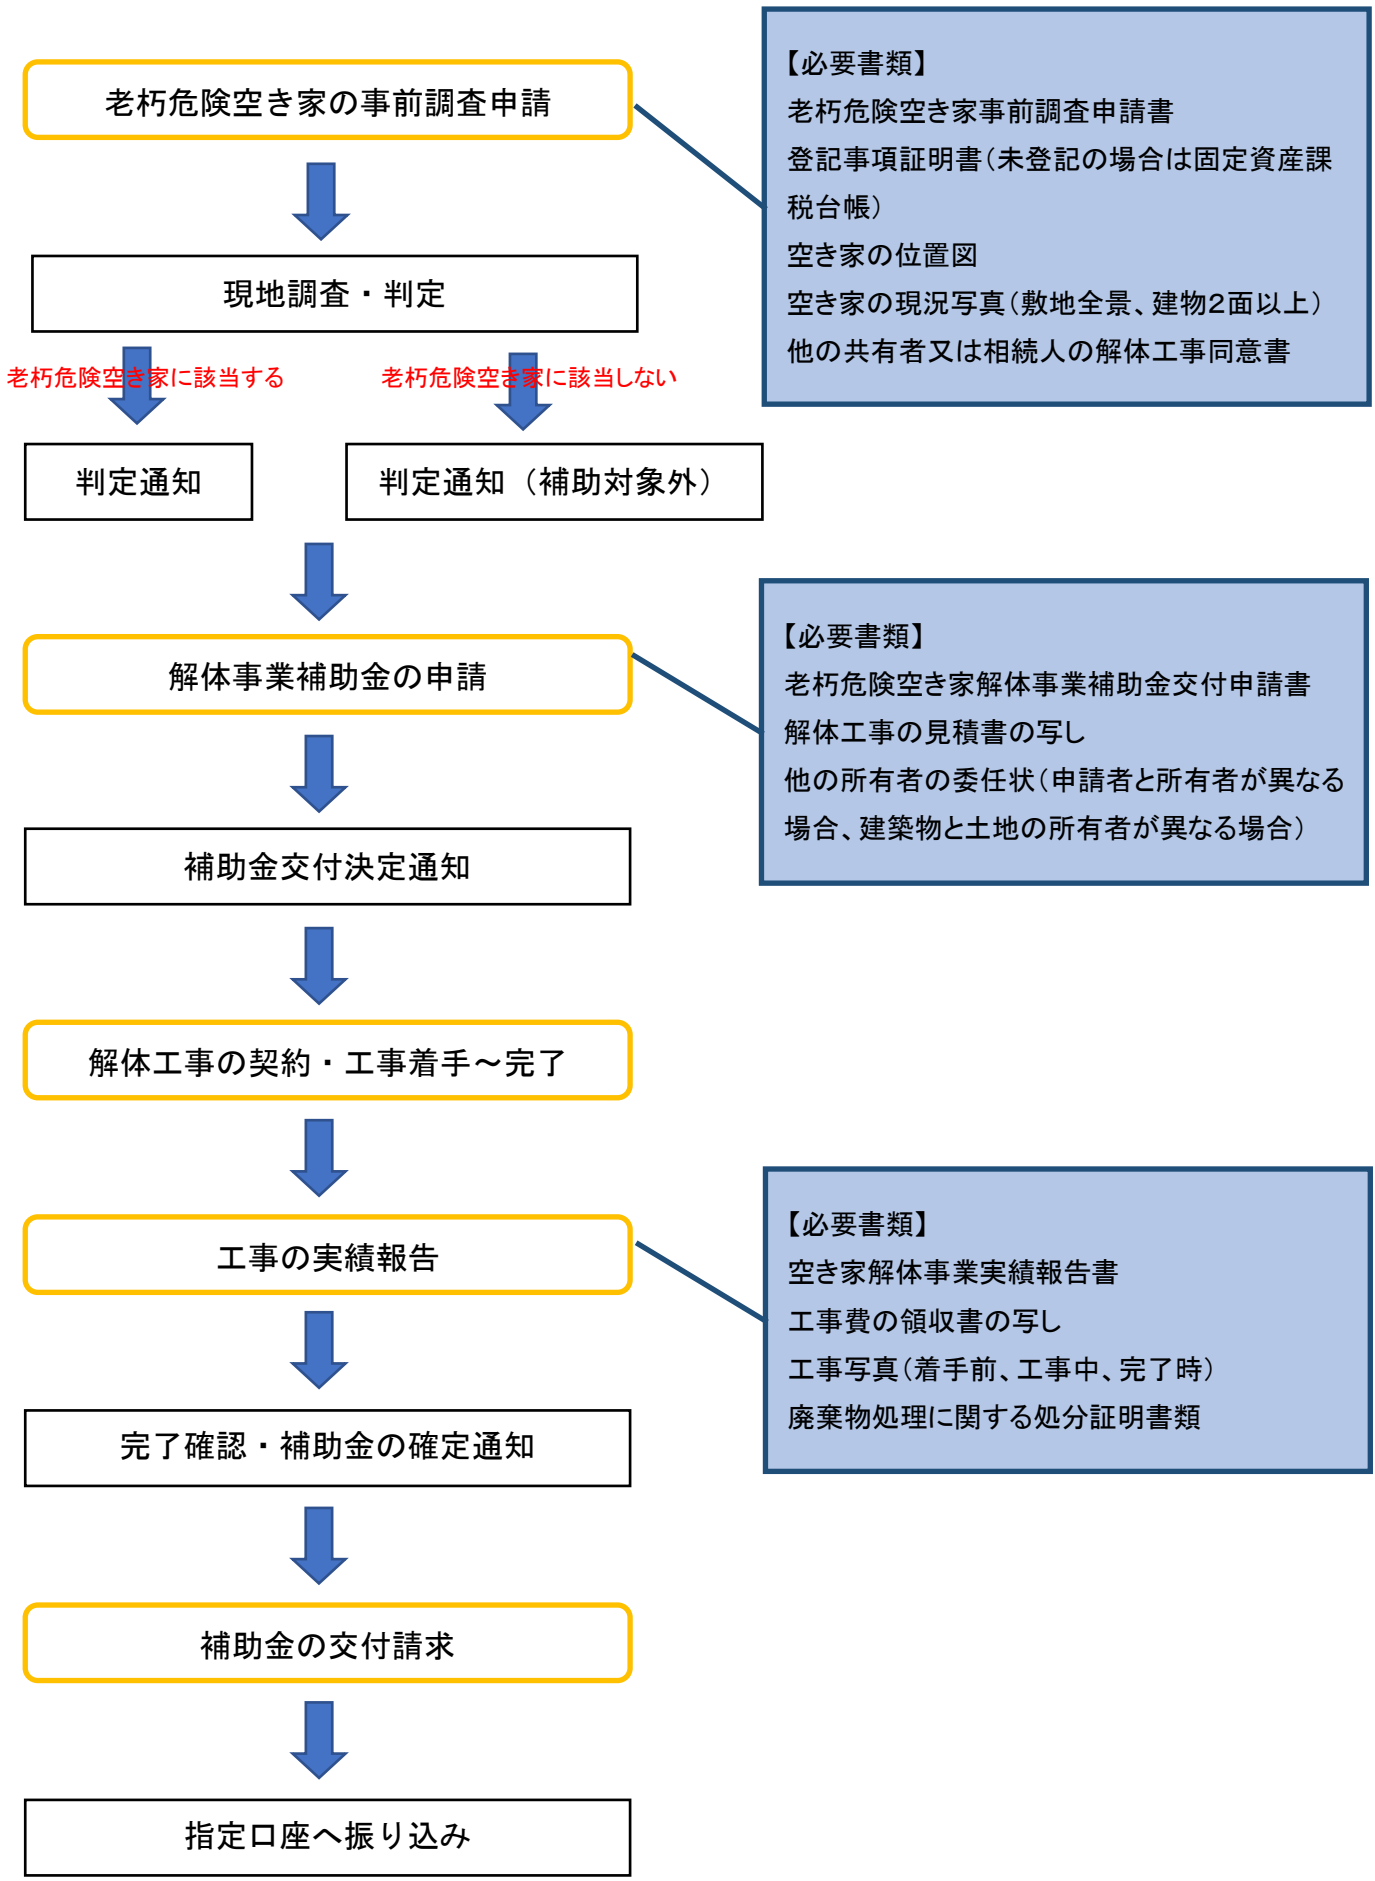 老朽危険空き家の事前調査申請
【必要書類】
老朽危険空き家事前調査申請書
登記事項証明書（未登記の場合は固定資産課
税台帳）
空き家の位置図
空き家の現況写真（敷地全景、建物２面以上）
他の共有者又は相続人の解体工事同意書
現地調査・判定
老朽危険空き家に該当する
老朽危険空き家に該当しない
判定通知
判定通知（補助対象外）
解体事業補助金の申請
【必要書類】
老朽危険空き家解体事業補助金交付申請書
解体工事の見積書の写し
他の所有者の委任状（申請者と所有者が異なる
場合、建築物と土地の所有者が異なる場合）
補助金交付決定通知
解体工事の契約・工事着手～完了
工事の実績報告
【必要書類】
空き家解体事業実績報告書
工事費の領収書の写し
工事写真（着手前、工事中、完了時）
廃棄物処理に関する処分証明書類
完了確認・補助金の確定通知
補助金の交付請求
指定口座へ振り込み